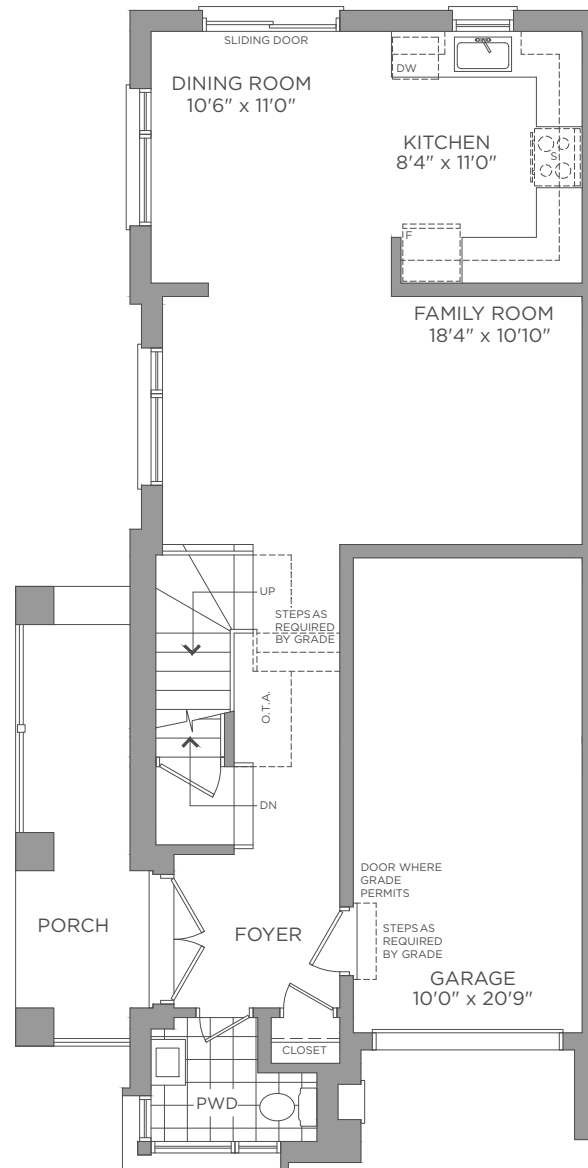 SLIDING DOOR
DINING ROOM
10'6" x 11'0"
DW
KITCHEN
8'4" x 11'0"
S
F
FAMILY ROOM
18'4" x 10'10"
UP
STEPS AS
REQUIRED
BY GRADE
O.T.A.
DN
DOOR WHERE
GRADE
PERMITS
PORCH
FOYER
STEPS AS
REQUIRED
BY GRADE
GARAGE
10'0" x 20'9"
CLOSET
PWD